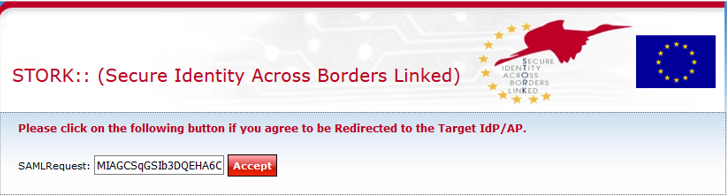 STORK:: (Secure Identity Across Borders Linked)
SECURE
IDENTITY
ACROSS
BORDERS
LINKED
STORK
Please click on the following button if you agree to be Redirected to the Target IdP/AP.
SAMLRequest: MIAGCSqGSIb3DQEHA6C Accept